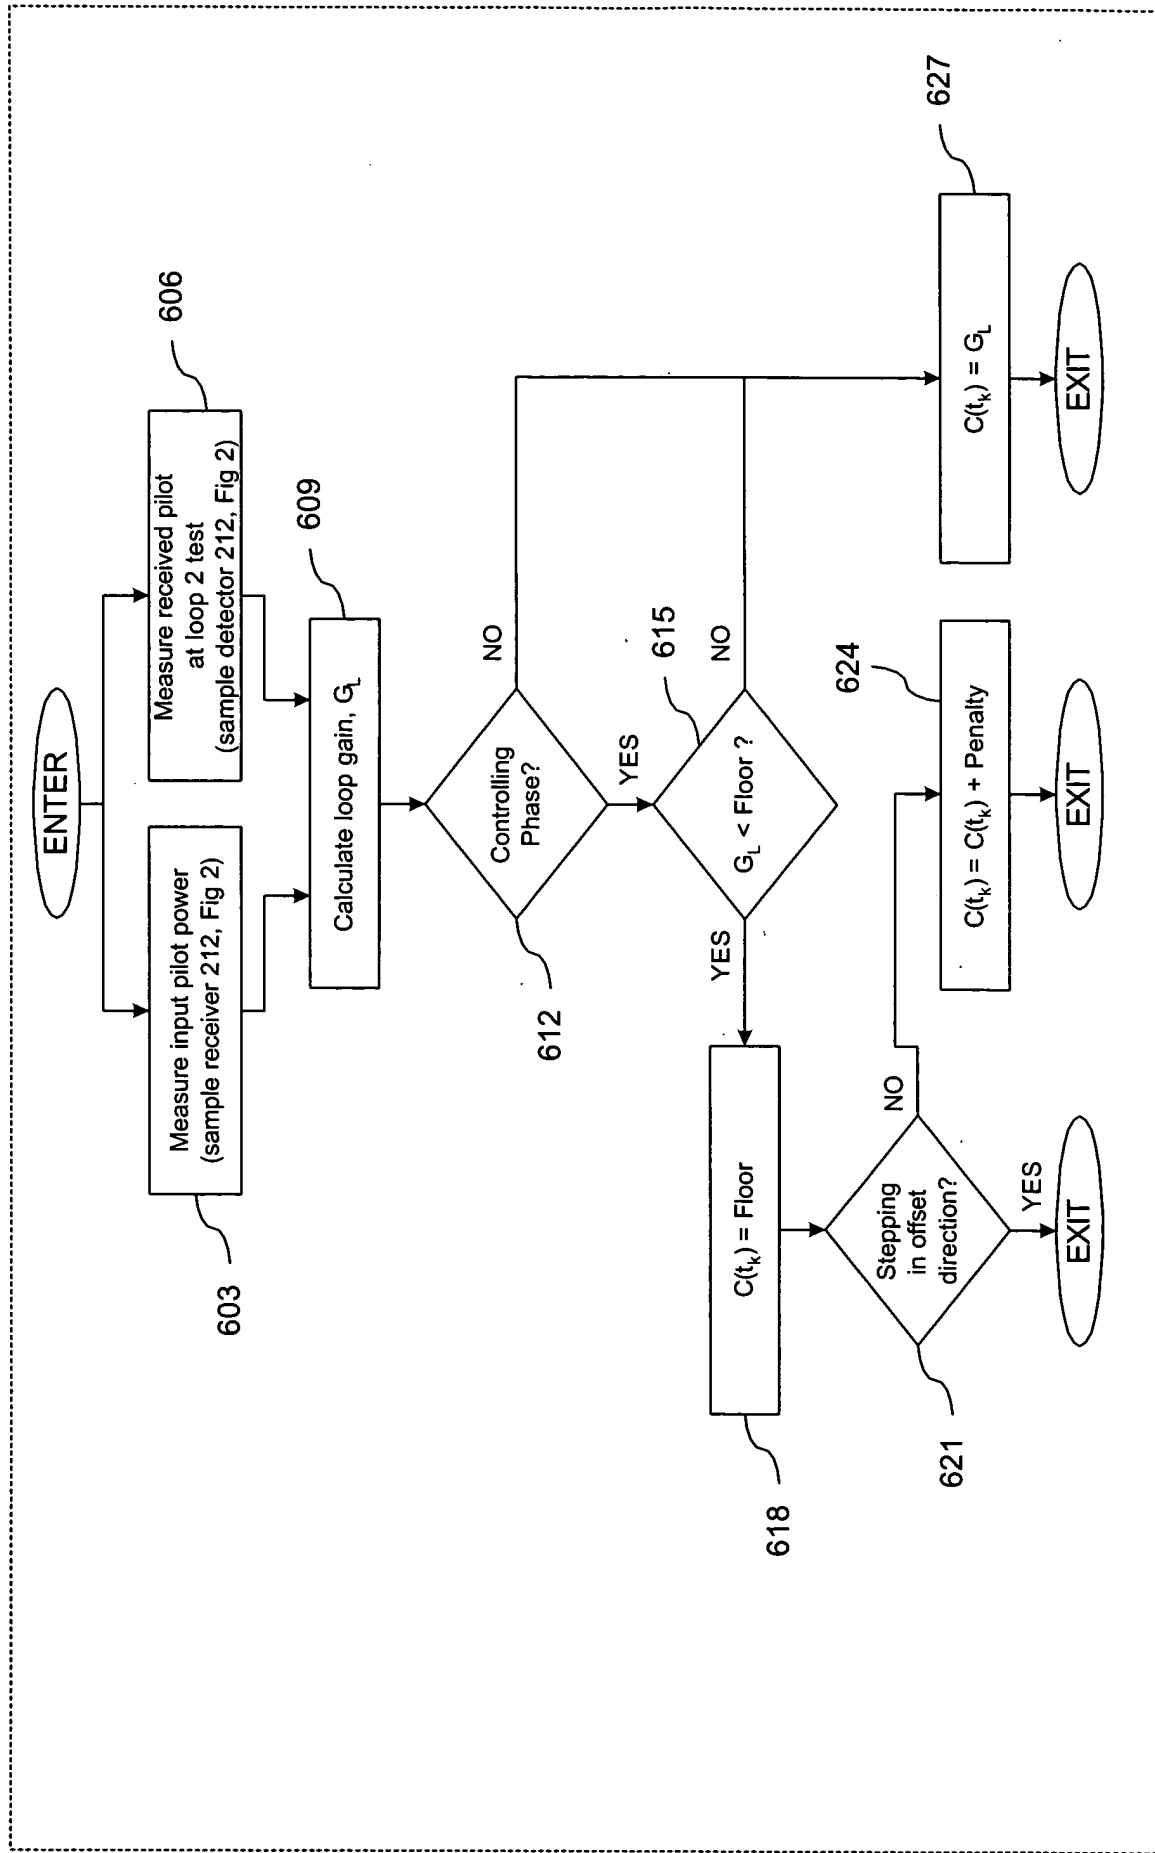 ENTER
Measure input pilot power
(sample receiver 212, Fig 2)
603
Measure received pilot
at loop 2 test
(sample detector 212, Fig 2)
606
Calculate loop gain, G_L
609
Controlling
Phase?
612
NO
YES
G_L < Floor ?
615
NO
YES
C(t_k) = Floor
618
Stepping
in offset
direction?
621
NO
YES
EXIT
C(t_k) = C(t_k) + Penalty
624
EXIT
C(t_k) = G_L
627
EXIT